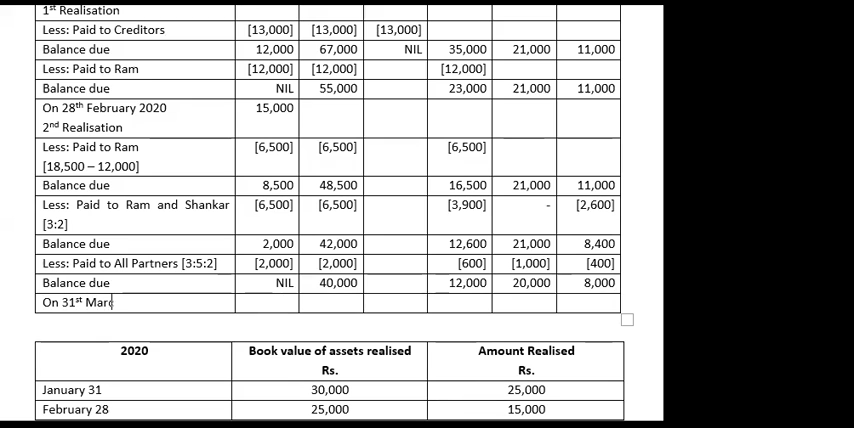 1st Realisation
Less: Paid to Creditors [13,000] [13,000] [13,000]
Balance due 12,000 67,000 NIL 35,000 21,000 11,000
Less: Paid to Ram [12,000] [12,000] [12,000]
Balance due NIL 55,000 23,000 21,000 11,000
On 28th February 2020 15,000
2nd Realisation
Less: Paid to Ram [6,500] [6,500] [6,500]
[18,500 – 12,000]
Balance due 8,500 48,500 16,500 21,000 11,000
Less: Paid to Ram and Shankar [6,500] [6,500] [3,900] - [2,600]
[3:2]
Balance due 2,000 42,000 12,600 21,000 8,400
Less: Paid to All Partners [3:5:2] [2,000] [2,000] [600] [1,000] [400]
Balance due NIL 40,000 12,000 20,000 8,000
On 31st Marc
2020 Book value of assets realised Amount Realised
Rs. Rs.
January 31 30,000 25,000
February 28 25,000 15,000